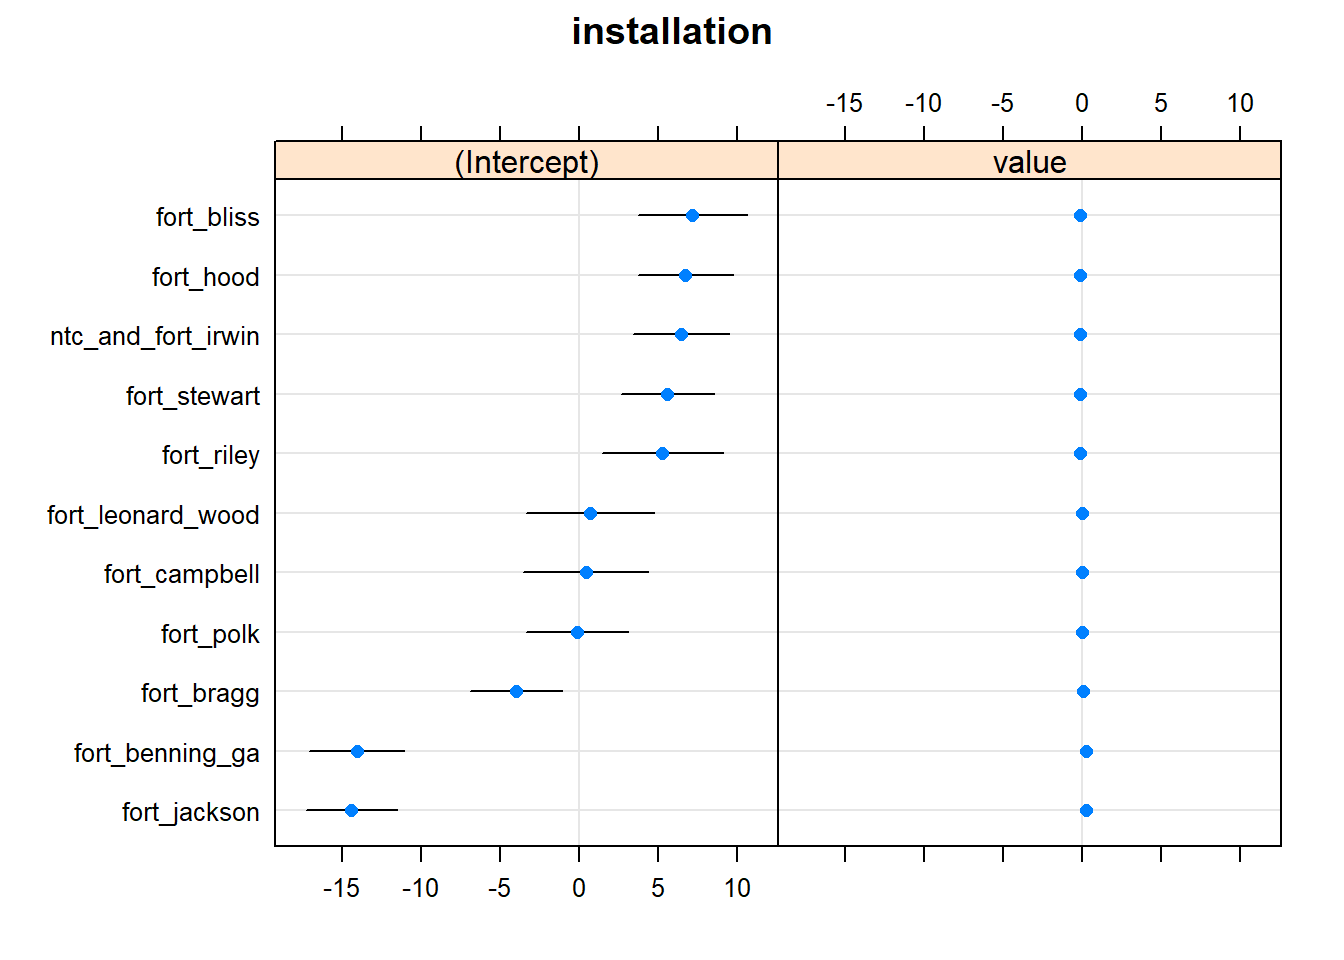 installation
-15 -10 -5 0 5 10
(Intercept) value
fort_bliss
fort_hood
ntc_and_fort_irwin
fort_stewart
fort_riley
fort_leonard_wood
fort_campbell
fort_polk
fort_bragg
fort_benning_ga
fort_jackson
-15 -10 -5 0 5 10